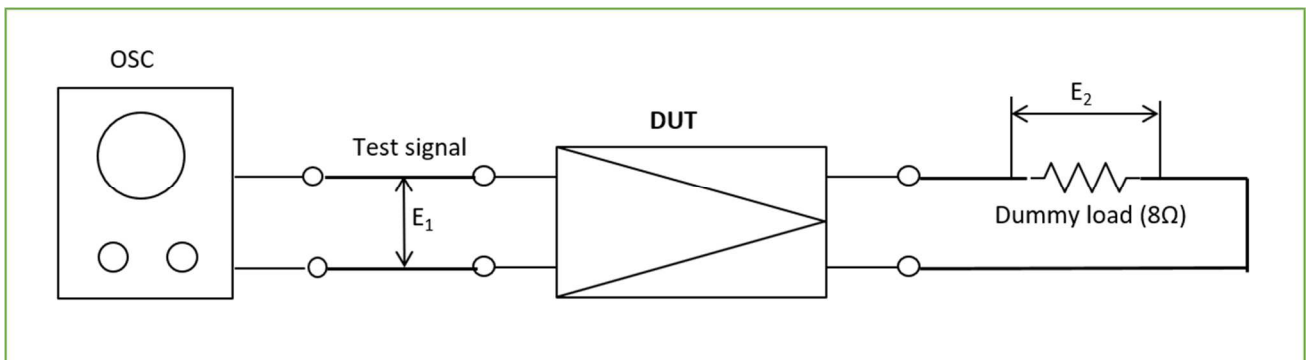 OSC
Test signal
E₁
DUT
E₂
Dummy load (8Ω)